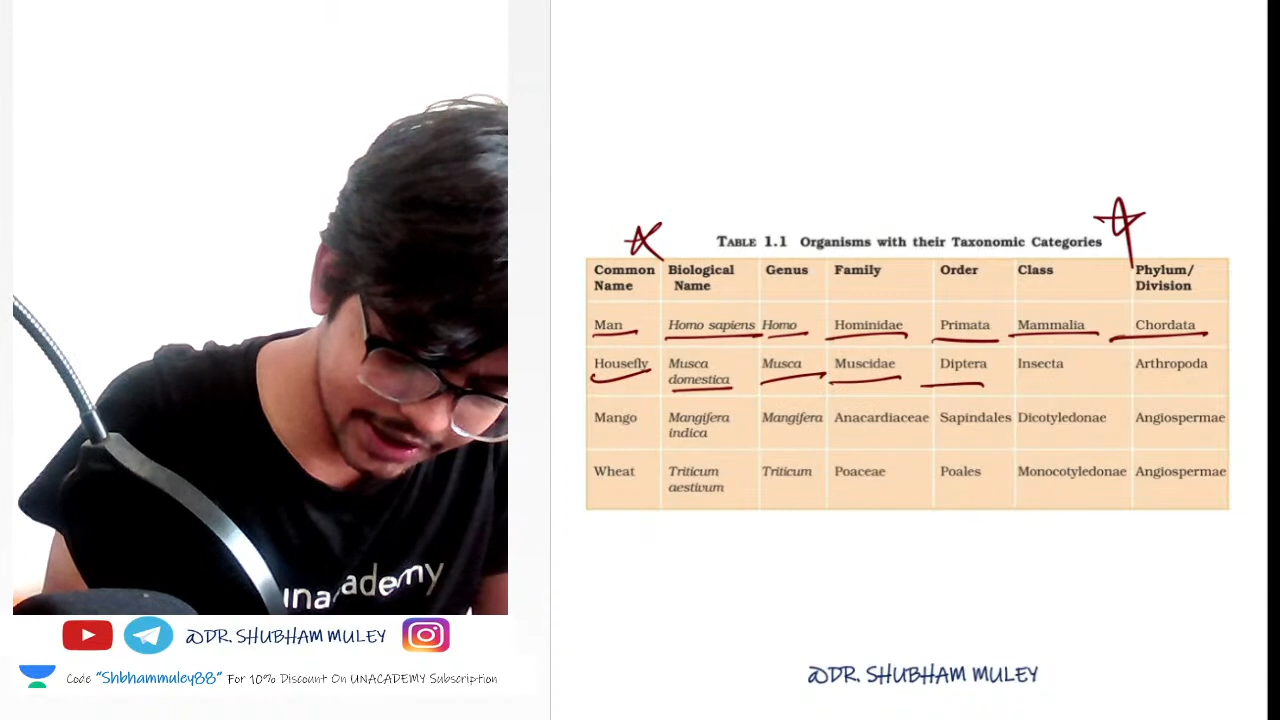 unacademy
@DR. SHUBHAM MULEY
Code "Shbhammuley88" For 10% Discount On UNACADEMY Subscription
TABLE 1.1 Organisms with their Taxonomic Categories
Common Name Biological Name Genus Family Order Class Phylum/ Division
Man Homo sapiens Homo Hominidae Primata Mammalia Chordata
Housefly Musca domestica Musca Muscidae Diptera Insecta Arthropoda
Mango Mangifera indica Mangifera Anacardiaceae Sapindales Dicotyledonae Angiospermae
Wheat Triticum aestivum Triticum Poaceae Poales Monocotyledonae Angiospermae
@DR. SHUBHAM MULEY